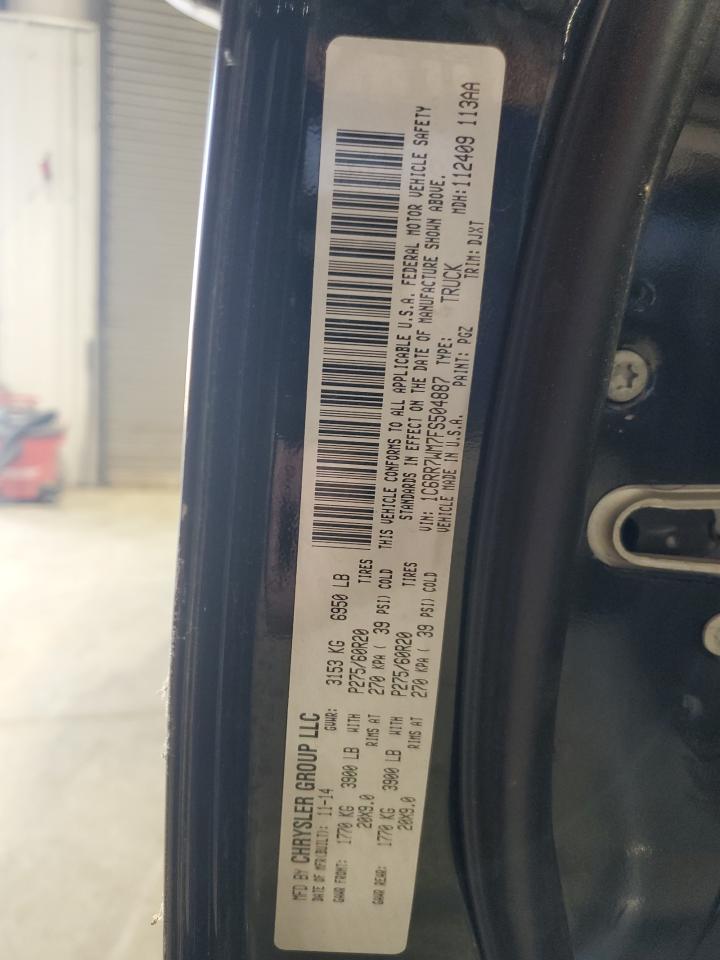 MFD BY CHRYSLER GROUP LLC
DATE OF MFR(BUILT): 11-14 GVWR: 3153 KG 6950 LB
GAWR FRONT: 1770 KG 3900 LB WITH P275/60R20 TIRES
20X9.0 RIMS AT 270 KPA ( 39 PSI) COLD
GAWR REAR: 1770 KG 3900 LB WITH P275/60R20 TIRES
20X9.0 RIMS AT 270 KPA ( 39 PSI) COLD
THIS VEHICLE CONFORMS TO ALL APPLICABLE U.S.A. FEDERAL MOTOR VEHICLE SAFETY
STANDARDS IN EFFECT ON THE DATE OF MANUFACTURE SHOWN ABOVE.
VIN: 1C6RR7WM7FS504887 TYPE: TRUCK MDH:112409 113AA
VEHICLE MADE IN U.S.A. PAINT: PGZ TRIM: DJXT